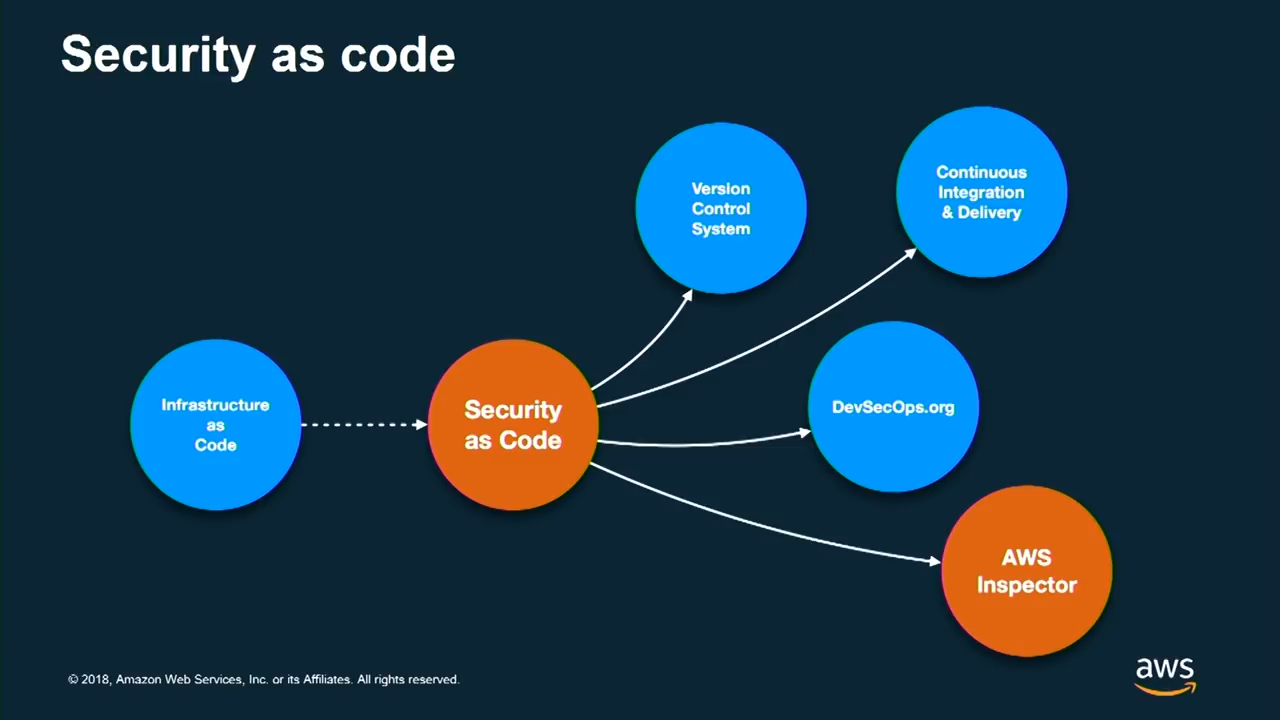 Security as code
Version
Control
System
Continuous
Integration
& Delivery
Infrastructure
as
Code
Security
as Code
DevSecOps.org
AWS
Inspector
© 2018, Amazon Web Services, Inc. or its Affiliates. All rights reserved.
aws